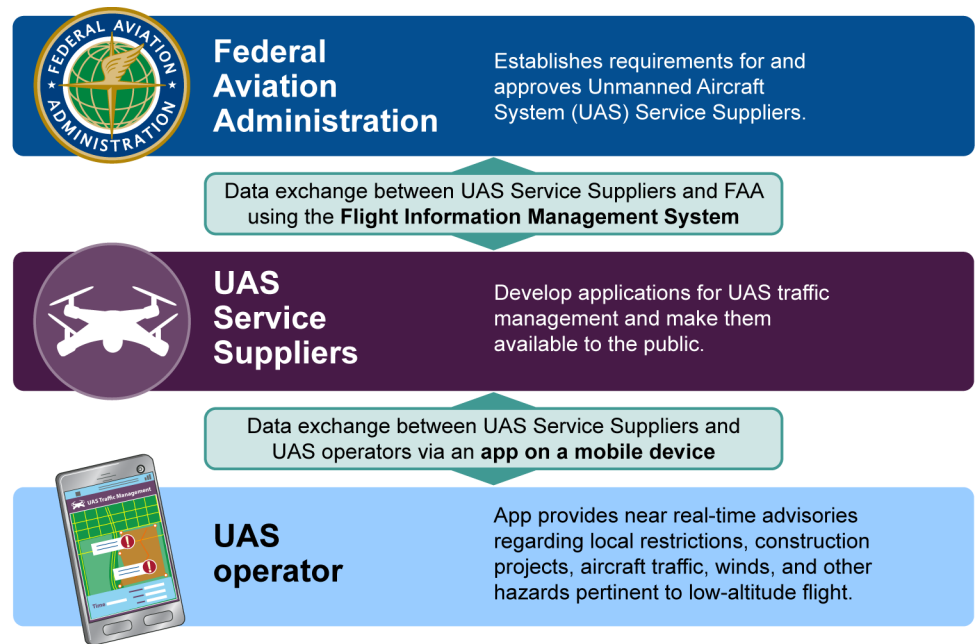 FEDERAL AVIATION
ADMINISTRATION
Federal
Aviation
Administration
Establishes requirements for and
approves Unmanned Aircraft
System (UAS) Service Suppliers.
Data exchange between UAS Service Suppliers and FAA
using the Flight Information Management System
UAS
Service
Suppliers
Develop applications for UAS traffic
management and make them
available to the public.
Data exchange between UAS Service Suppliers and
UAS operators via an app on a mobile device
UAS Traffic Management
!
!
Time
UAS
operator
App provides near real-time advisories
regarding local restrictions, construction
projects, aircraft traffic, winds, and other
hazards pertinent to low-altitude flight.